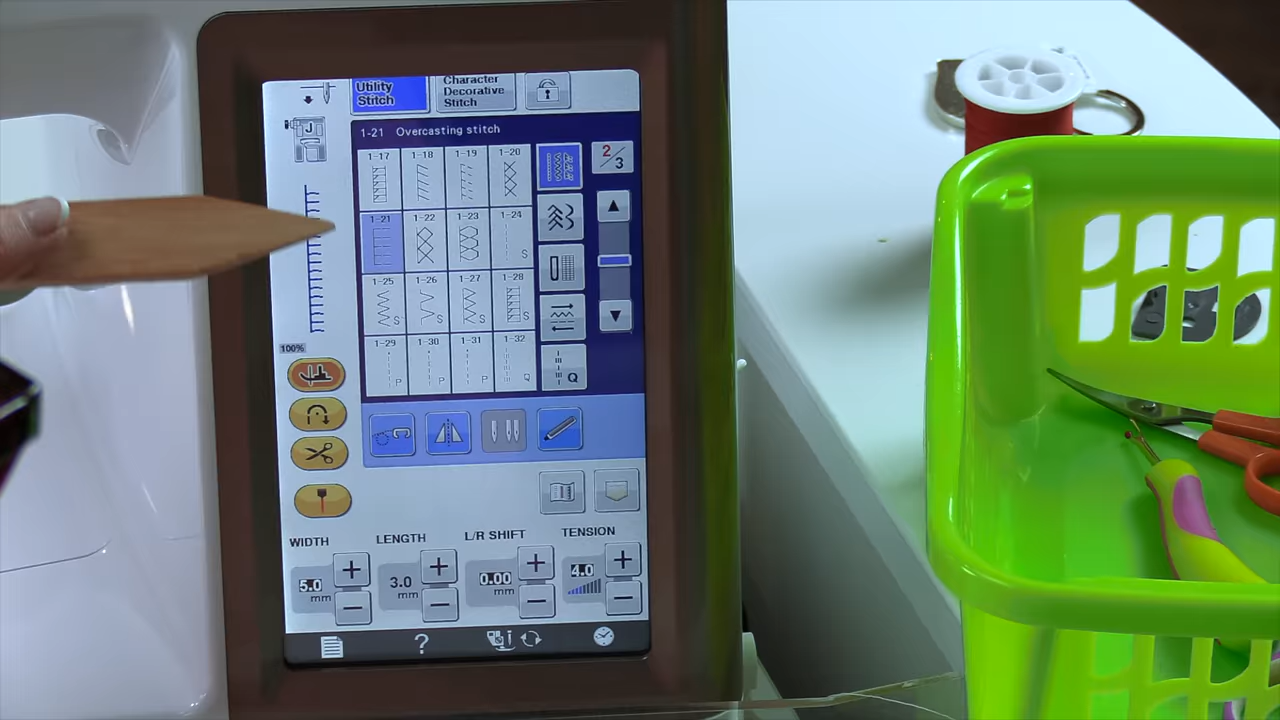 Utility
Stitch
Character
Decorative
Stitch
J
1-21 Overcasting stitch
2/3
1-17 1-18 1-19 1-20
1-21 1-22 1-23 1-24
S
1-25 1-26 1-27 1-28
S S S S
1-29 1-30 1-31 1-32
P P P Q
Q
100%
WIDTH LENGTH L/R SHIFT TENSION
5.0 mm 3.0 mm 0.00 mm 4.0
?